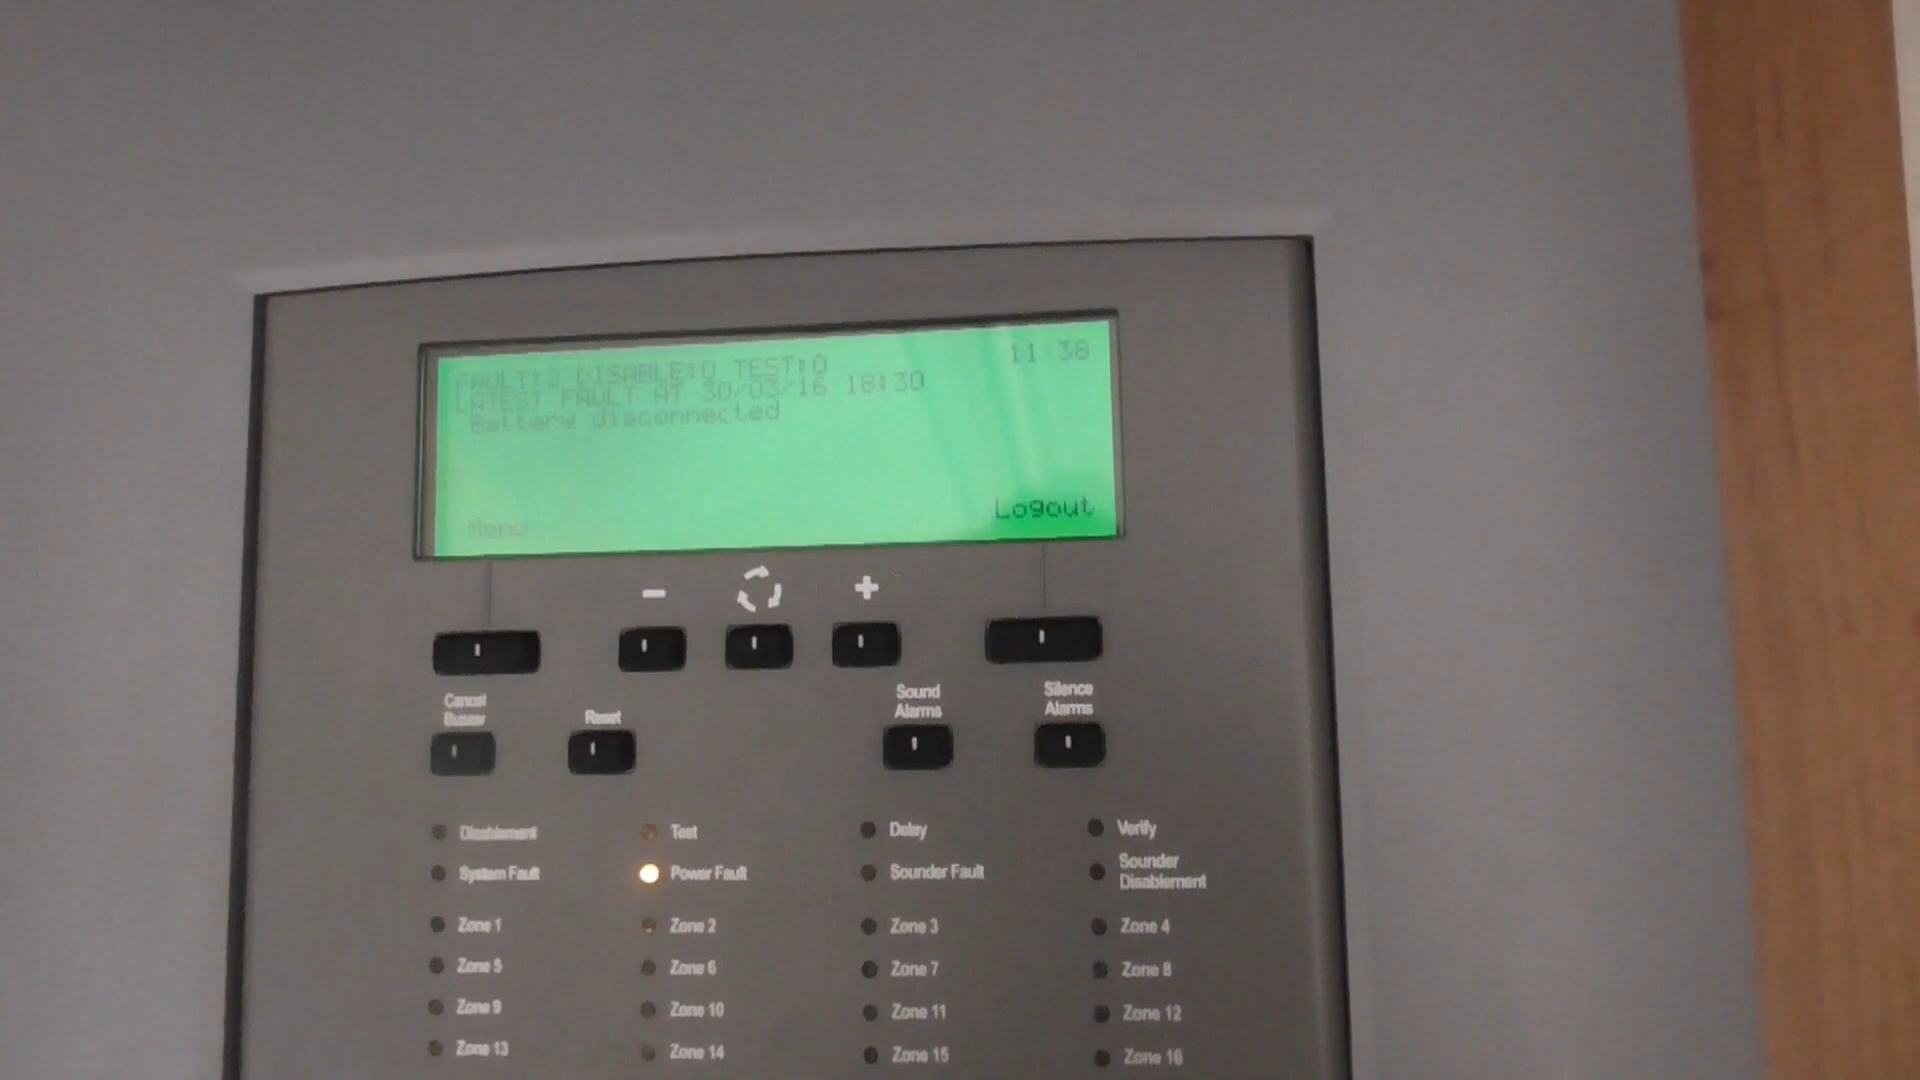 FAULT:2 DISABLE:0 TEST:0 11:38
LATEST FAULT AT 30/03/16 18:30
Battery disconnected
Menu Logout
- +
Cancel Buzzer
Reset
Sound Alarms
Silence Alarms
Disablement Test Delay Verify
System Fault Power Fault Sounder Fault Sounder Disablement
Zone 1 Zone 2 Zone 3 Zone 4
Zone 5 Zone 6 Zone 7 Zone 8
Zone 9 Zone 10 Zone 11 Zone 12
Zone 13 Zone 14 Zone 15 Zone 16